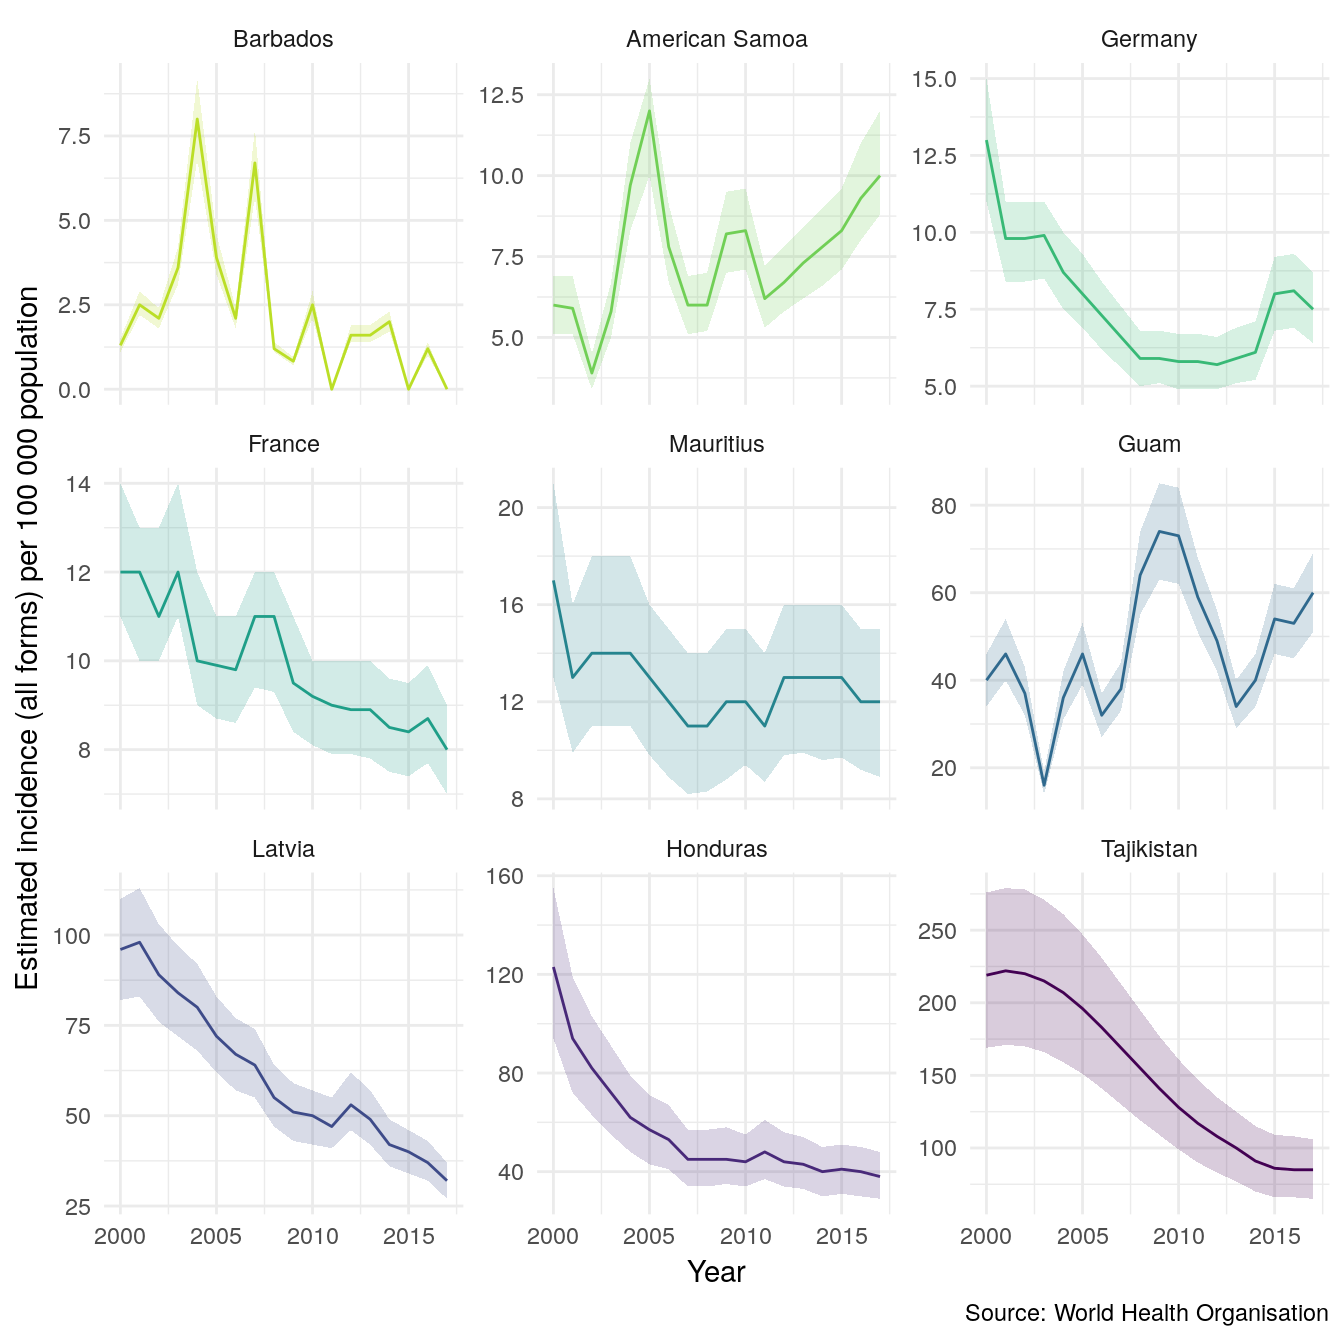 Barbados
American Samoa
Germany
7.5
5.0
2.5
0.0
12.5
10.0
7.5
5.0
15.0
12.5
10.0
7.5
5.0
France
Mauritius
Guam
14
12
10
8
20
16
12
8
80
60
40
20
Latvia
Honduras
Tajikistan
100
75
50
25
160
120
80
40
250
200
150
100
2000 2005 2010 2015
2000 2005 2010 2015
2000 2005 2010 2015
Estimated incidence (all forms) per 100 000 population
Year
Source: World Health Organisation